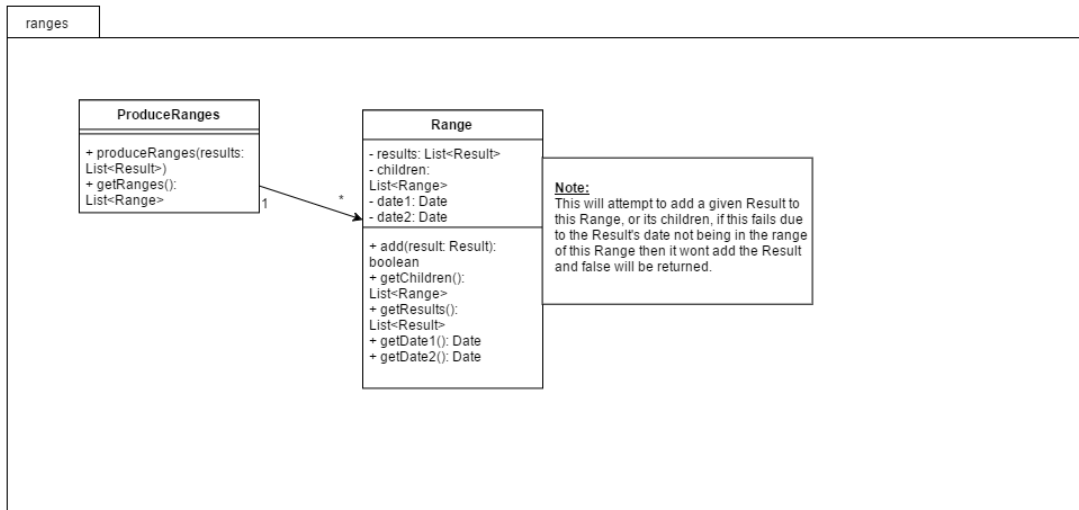 ranges
ProduceRanges
+ produceRanges(results:
List<Result>)
+ getRanges():
List<Range>
1
*
Range
- results: List<Result>
- children:
List<Range>
- date1: Date
- date2: Date
+ add(result: Result):
boolean
+ getChildren():
List<Range>
+ getResults():
List<Result>
+ getDate1(): Date
+ getDate2(): Date
Note:
This will attempt to add a given Result to
this Range, or its children, if this fails due
to the Result's date not being in the range
of this Range then it wont add the Result
and false will be returned.